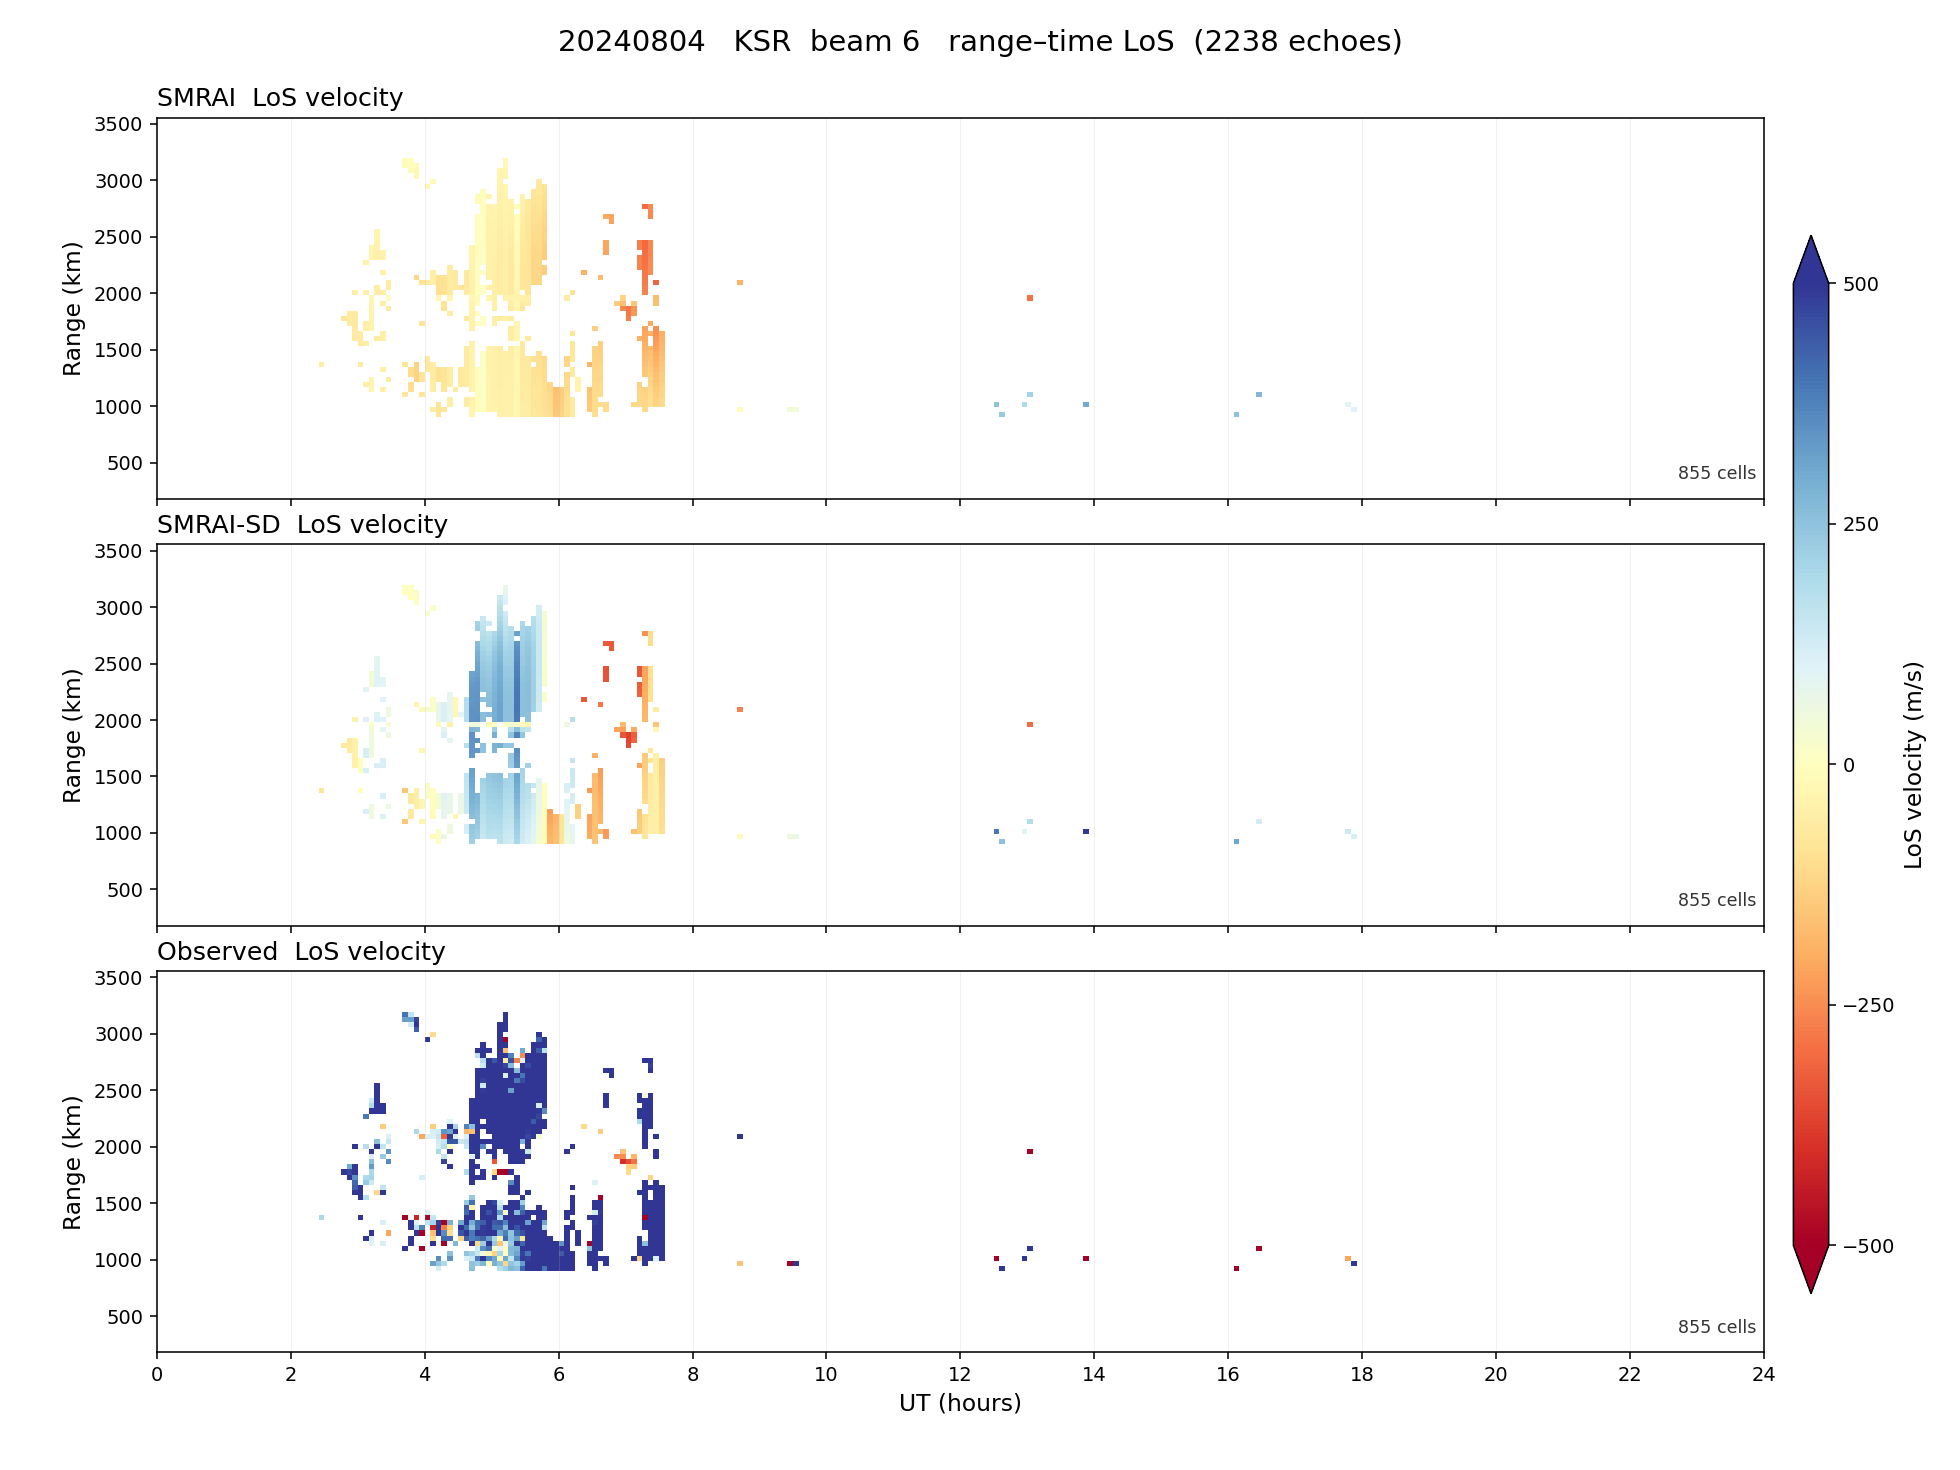 20240804   KSR  beam 6   range–time LoS  (2238 echoes)
SMRAI  LoS velocity
3500
3000
2500
2000
1500
1000
500
Range (km)
855 cells
SMRAI-SD  LoS velocity
3500
3000
2500
2000
1500
1000
500
Range (km)
855 cells
Observed  LoS velocity
3500
3000
2500
2000
1500
1000
500
Range (km)
855 cells
0 2 4 6 8 10 12 14 16 18 20 22 24
UT (hours)
500
250
0
−250
−500
LoS velocity (m/s)